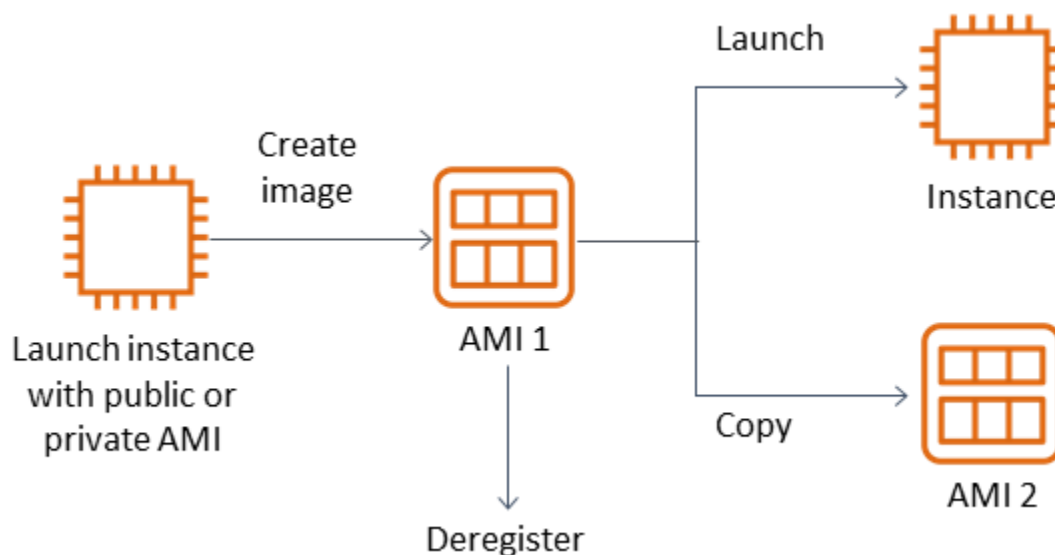 Launch
Create
image
Instance
AMI 1
Launch instance
with public or
private AMI
Copy
AMI 2
Deregister